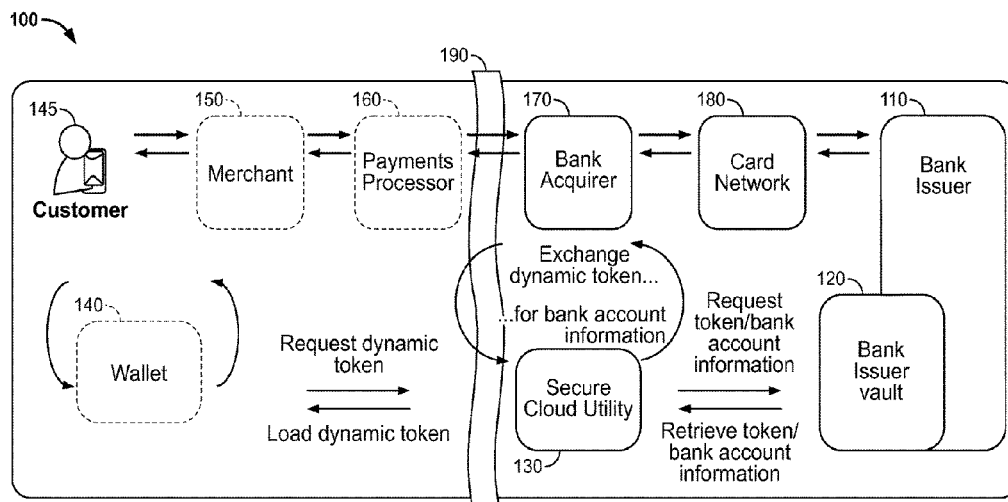 100
190
145
150
160
170
180
110
Customer
Merchant
Payments
Processor
Bank
Acquirer
Card
Network
Bank
Issuer
Exchange
dynamic token...
...for bank account
information
140
Wallet
Request dynamic
token
Load dynamic token
Secure
Cloud Utility
130
Request
token/bank
account
information
Retrieve token/
bank account
information
120
Bank
Issuer
vault